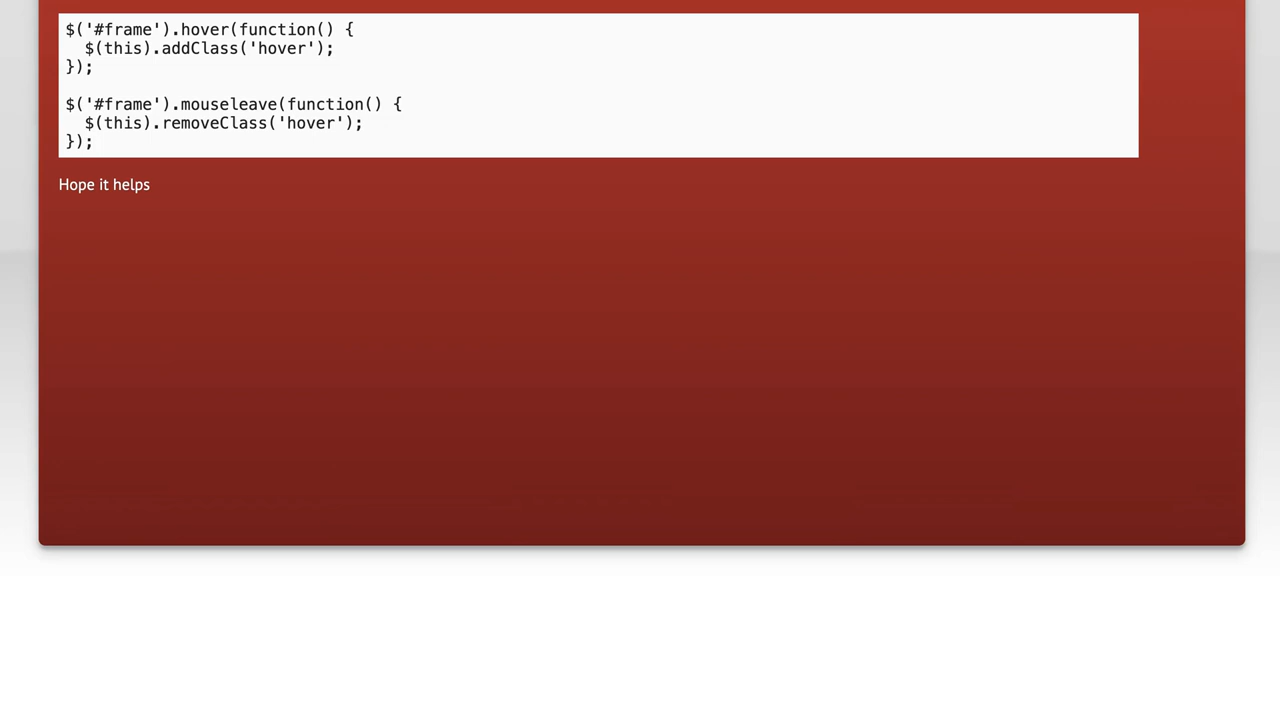 $('#frame').hover(function() {
  $(this).addClass('hover');
});

$('#frame').mouseleave(function() {
  $(this).removeClass('hover');
});
Hope it helps